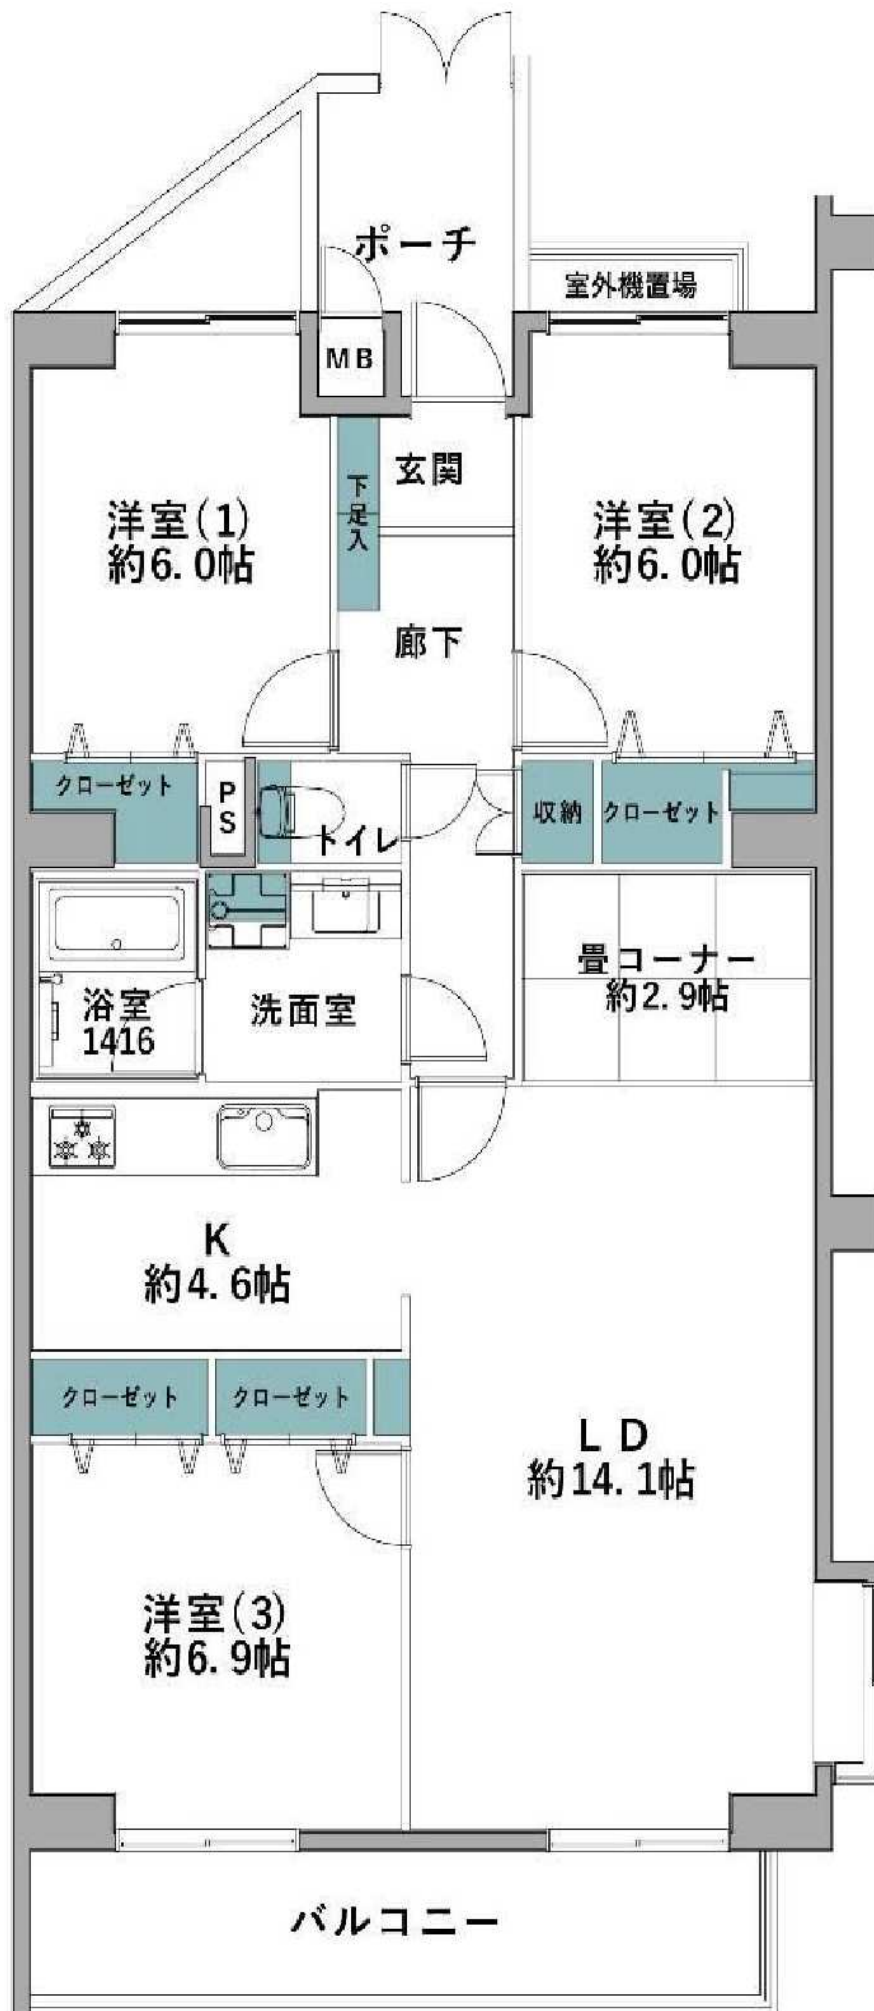 ポーチ
室外機置場
MB
玄関
下足入
洋室(1)
約6.0帖
洋室(2)
約6.0帖
廊下
クローゼット
PS
トイレ
収納
クローゼット
浴室
1416
洗面室
畳コーナー
約2.9帖
K
約4.6帖
クローゼット
クローゼット
LD
約14.1帖
洋室(3)
約6.9帖
バルコニー